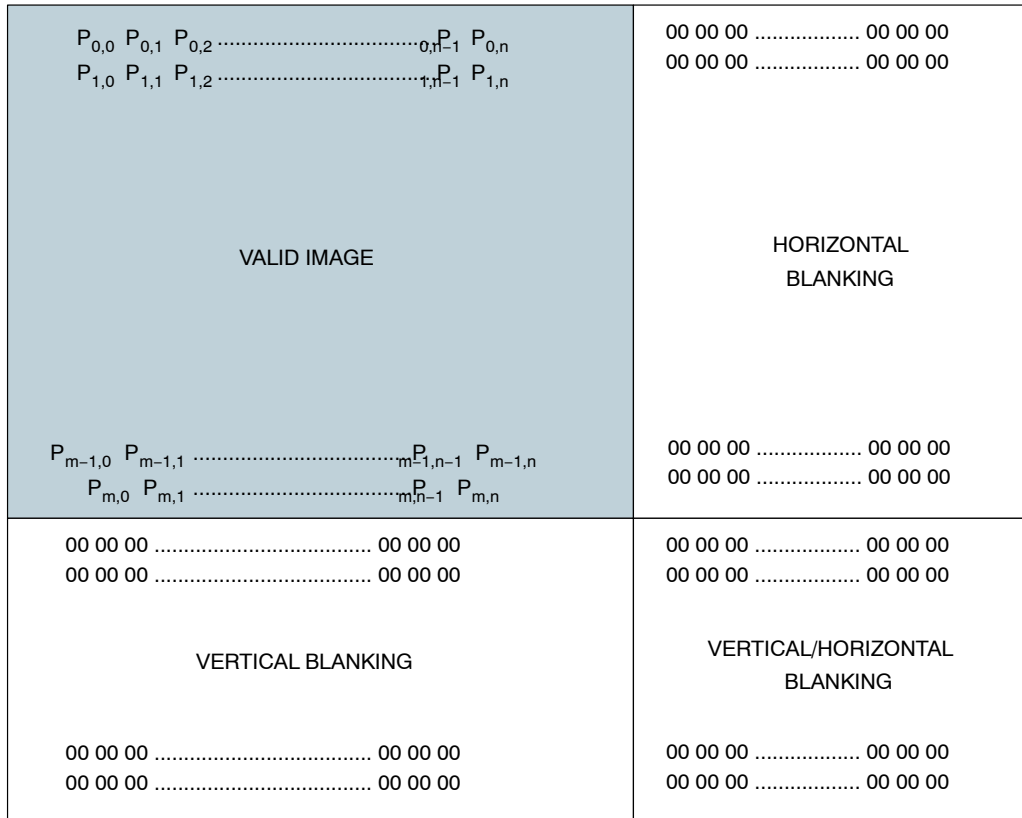 P0,0 P0,1 P0,2 .....................................0,n−1P P0,n
P1,0 P1,1 P1,2 .....................................1,n−1P P1,n
VALID IMAGE
Pm−1,0 Pm−1,1 .....................................m−1,n−1P Pm−1,n
Pm,0 Pm,1 .....................................m,n−1P Pm,n
00 00 00 .................. 00 00 00
00 00 00 .................. 00 00 00
HORIZONTAL
BLANKING
00 00 00 .................. 00 00 00
00 00 00 .................. 00 00 00
00 00 00 ..................................... 00 00 00
00 00 00 ..................................... 00 00 00
VERTICAL BLANKING
00 00 00 ..................................... 00 00 00
00 00 00 ..................................... 00 00 00
00 00 00 .................. 00 00 00
00 00 00 .................. 00 00 00
VERTICAL/HORIZONTAL
BLANKING
00 00 00 .................. 00 00 00
00 00 00 .................. 00 00 00